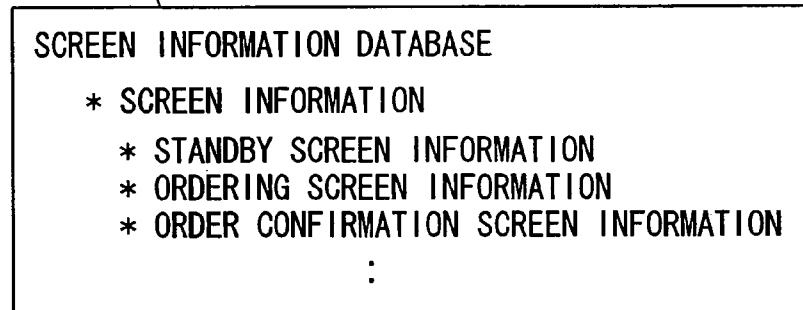 SCREEN INFORMATION DATABASE
* SCREEN INFORMATION
* STANDBY SCREEN INFORMATION
* ORDERING SCREEN INFORMATION
* ORDER CONFIRMATION SCREEN INFORMATION
: